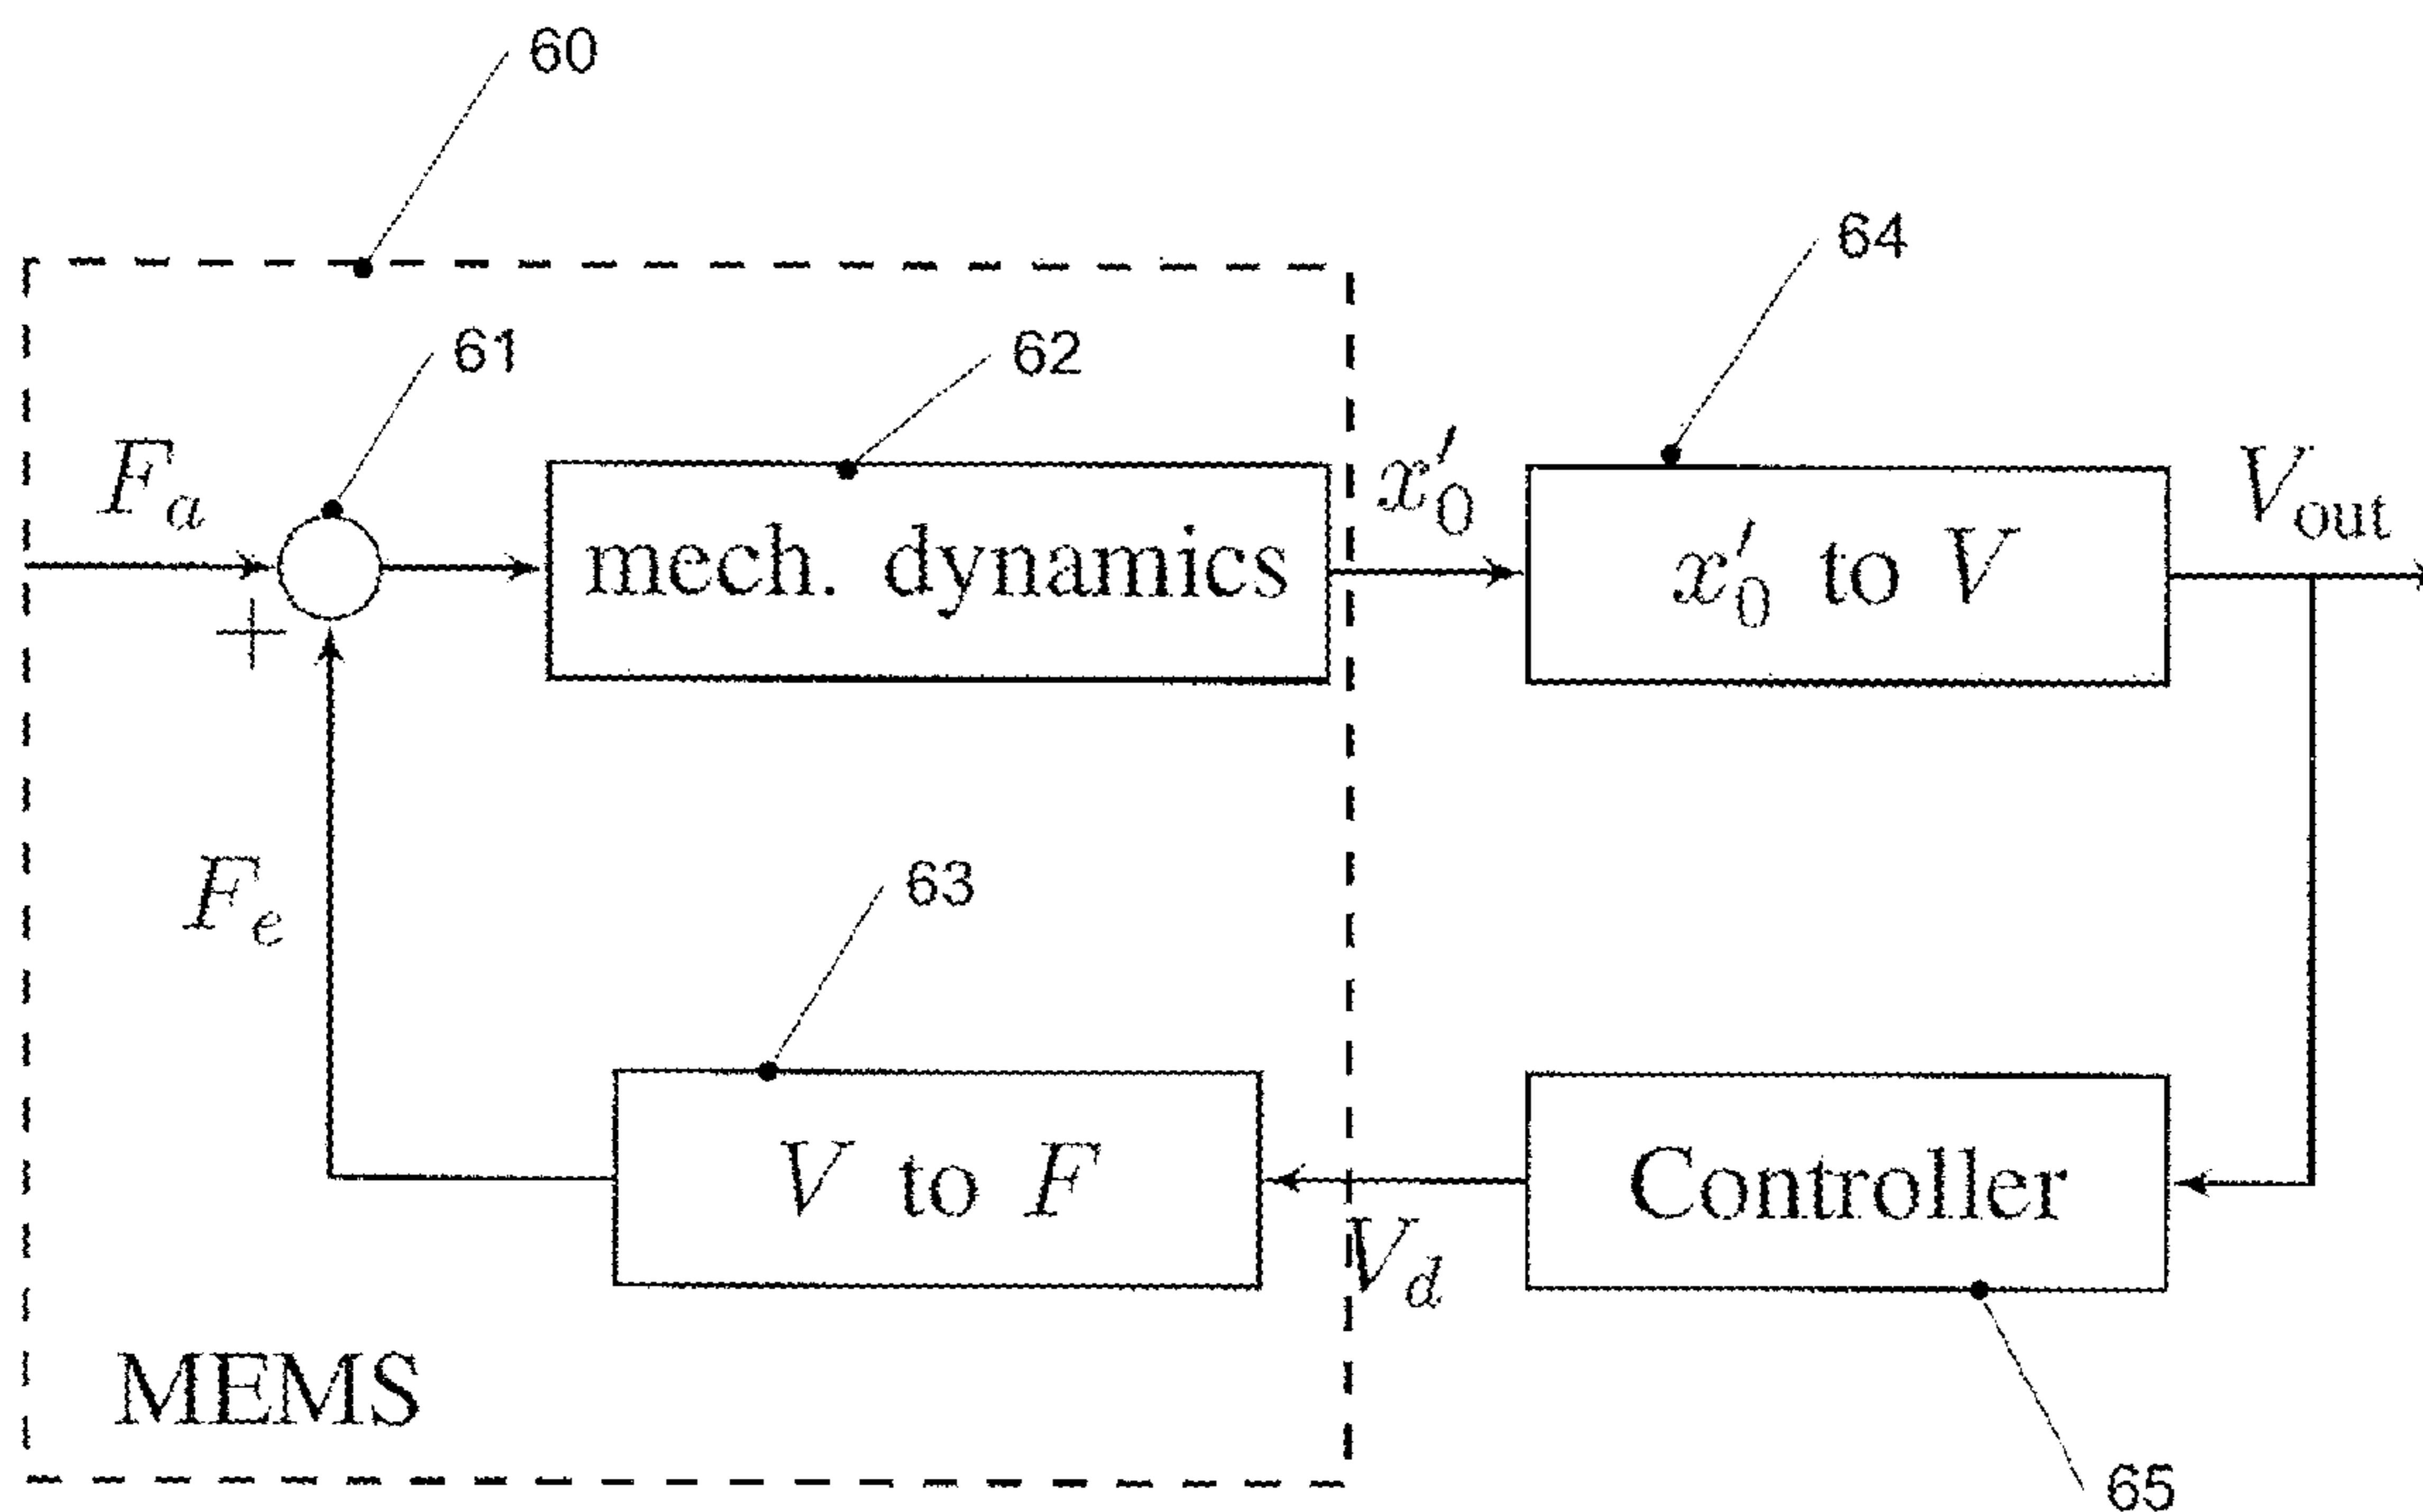 60
64
61
62
F_a
+
mech. dynamics
x'_0
x'_0 to V
V_out
F_e
63
V to F
V_d
Controller
MEMS
65